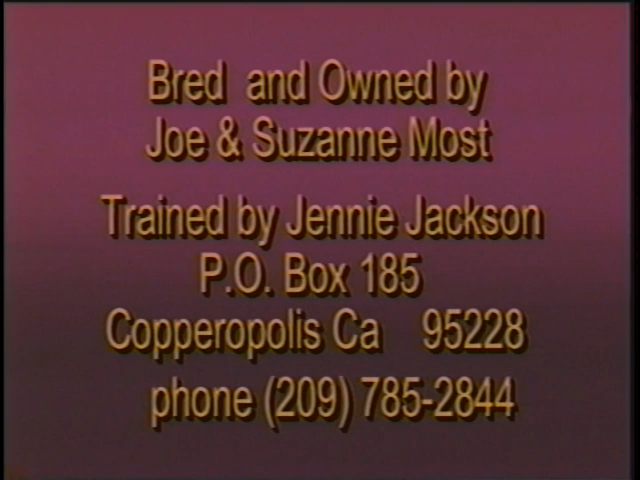 Bred and Owned by
Joe & Suzanne Most
Trained by Jennie Jackson
P.O. Box 185
Copperopolis Ca 95228
phone (209) 785-2844